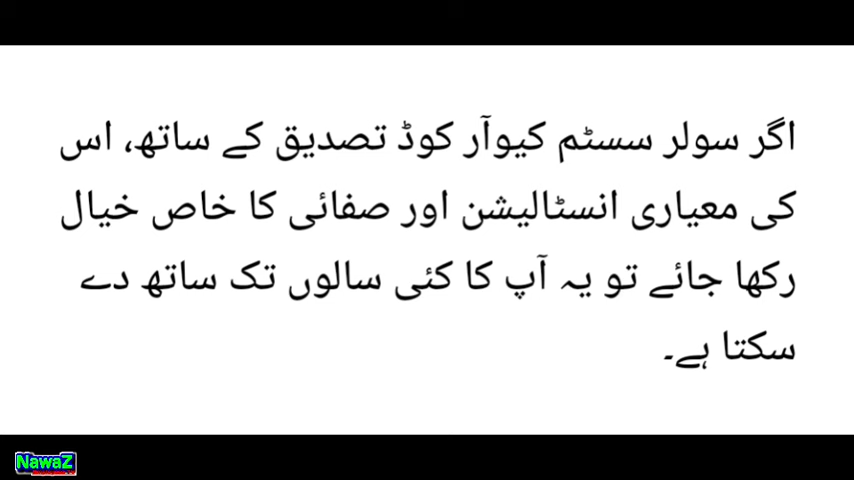 اگر سولر سسٹم کیوآر کوڈ تصدیق کے ساتھ، اس
کی معیاری انسٹالیشن اور صفائی کا خاص خیال
رکھا جائے تو یہ آپ کا کئی سالوں تک ساتھ دے
سکتا ہے۔
NawaZ